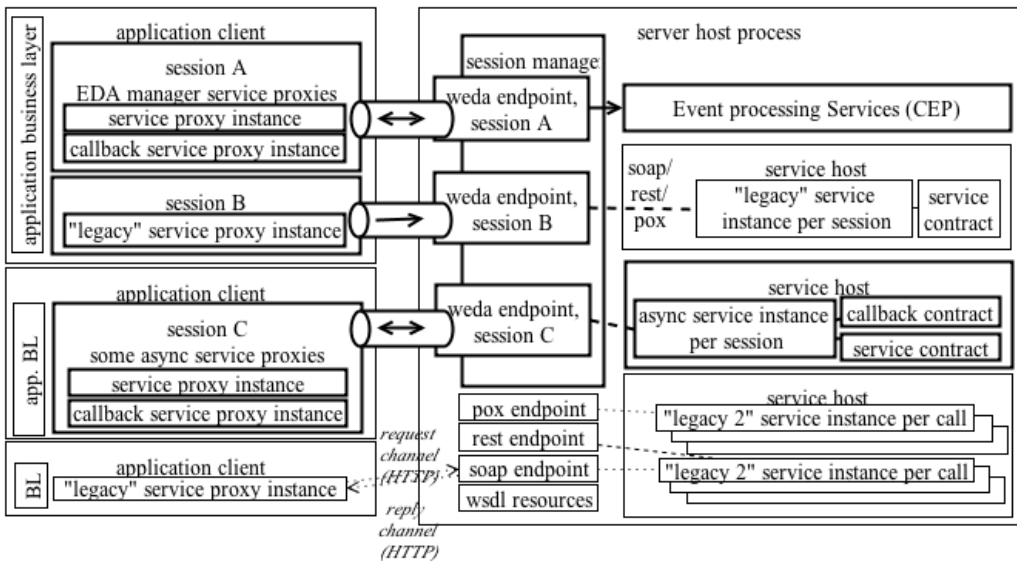 application business layer
application client
session A
EDA manager service proxies
service proxy instance
callback service proxy instance
session B
"legacy" service proxy instance
app. BL
application client
session C
some async service proxies
service proxy instance
callback service proxy instance
BL
application client
"legacy" service proxy instance
request
channel
(HTTP)
reply
channel
(HTTP)
server host process
session manage
weda endpoint,
session A
weda endpoint,
session B
weda endpoint,
session C
pox endpoint
rest endpoint
soap endpoint
wsdl resources
Event processing Services (CEP)
soap/
rest/
pox
service host
"legacy" service
instance per session
service
contract
service host
async service instance
per session
callback contract
service contract
service host
"legacy 2" service instance per call
"legacy 2" service instance per call